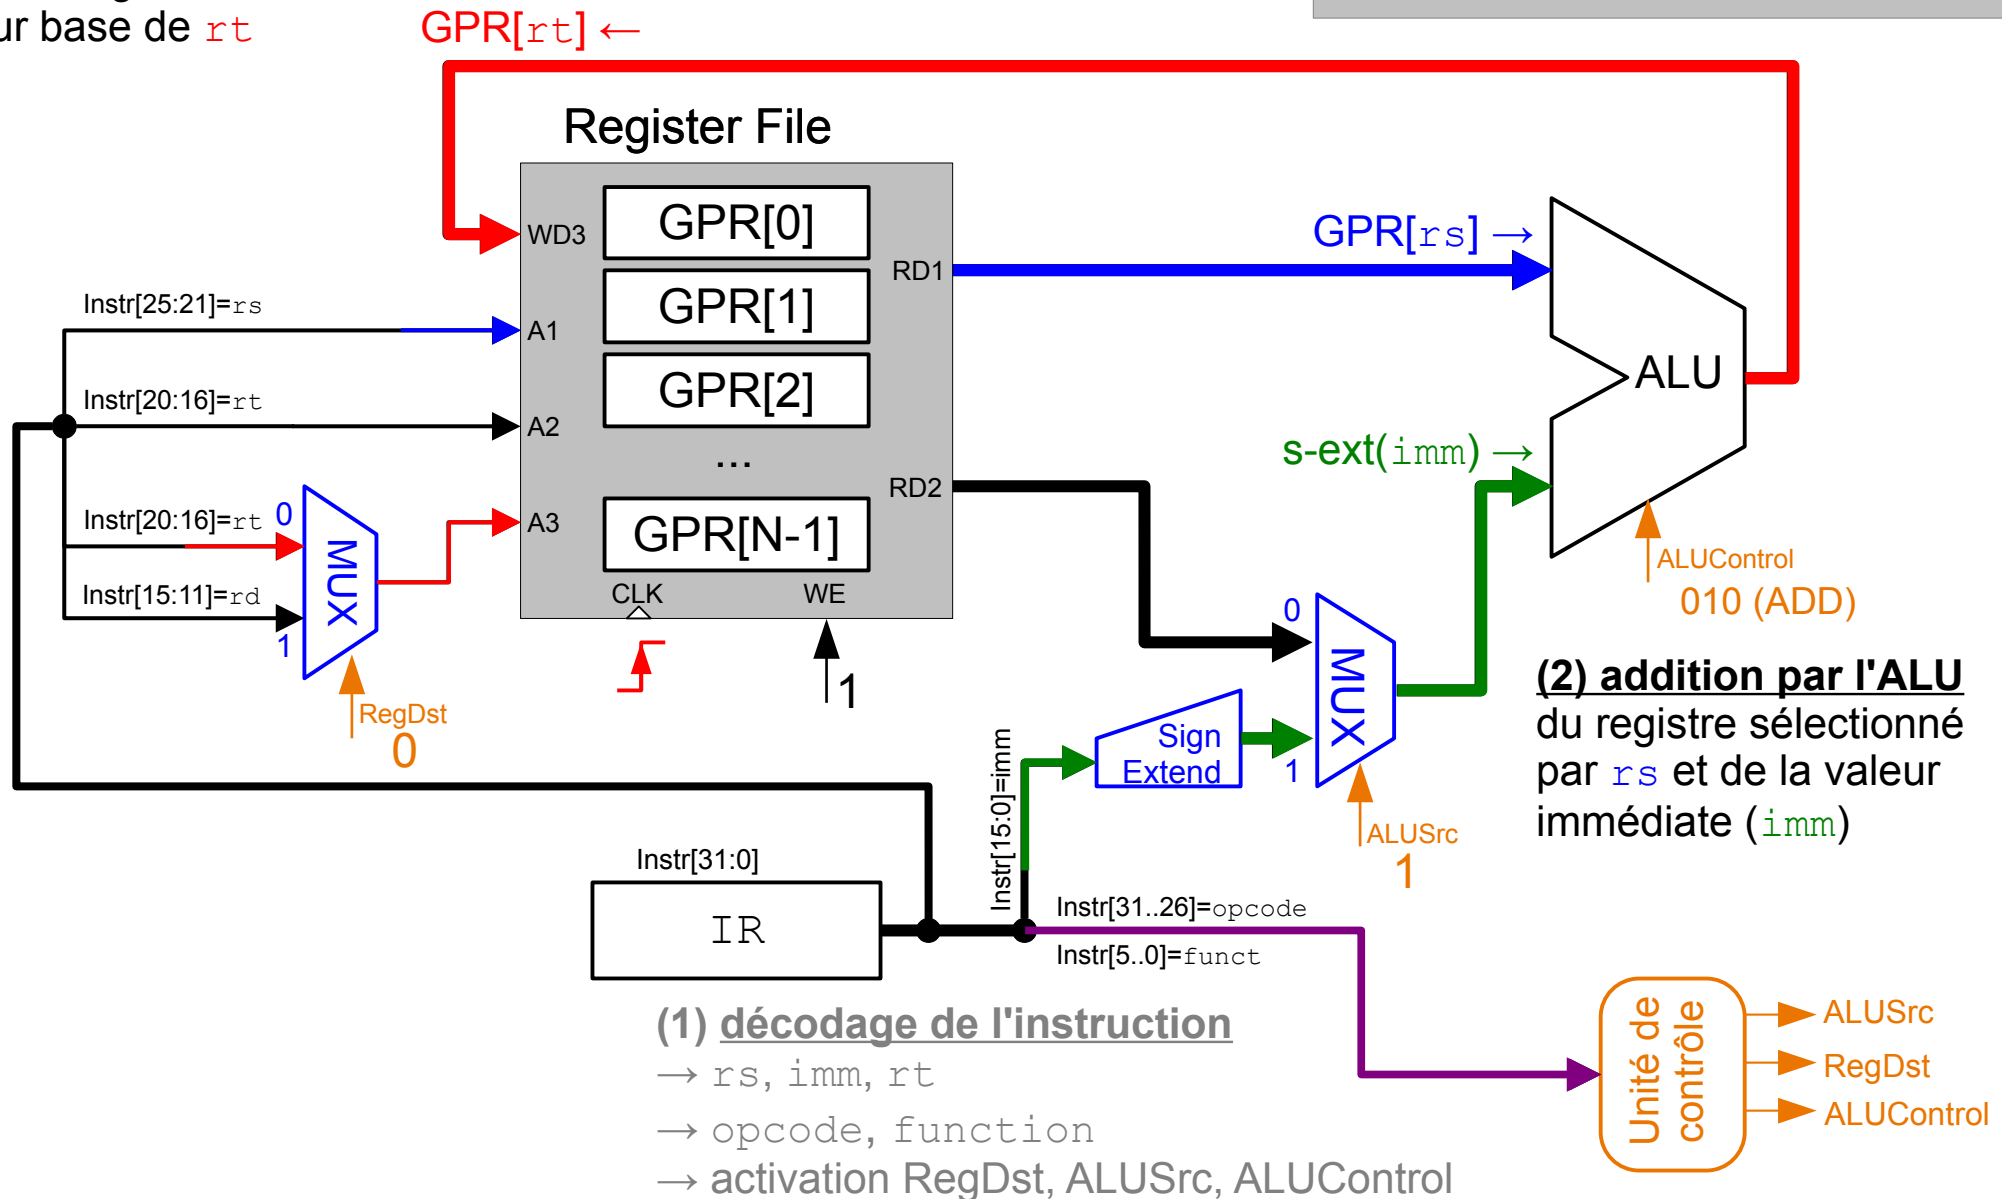 ur base de rt
GPR[rt] ←
Register File
WD3
GPR[0]
GPR[rs] →
RD1
Instr[25:21]=rs
A1
GPR[1]
ALU
Instr[20:16]=rt
A2
GPR[2]
...
s-ext(imm) →
RD2
Instr[20:16]=rt
0
MUX
A3
GPR[N-1]
ALUControl
010 (ADD)
Instr[15:11]=rd
1
CLK
WE
1
RegDst
0
0
MUX
1
Sign
Extend
Instr[15:0]=imm
ALUSrc
1
(2) addition par l'ALU
du registre sélectionné
par rs et de la valeur
immédiate (imm)
Instr[31:0]
IR
Instr[31..26]=opcode
Instr[5..0]=funct
(1) décodage de l'instruction
→ rs, imm, rt
→ opcode, function
→ activation RegDst, ALUSrc, ALUControl
Unité de
contrôle
ALUSrc
RegDst
ALUControl